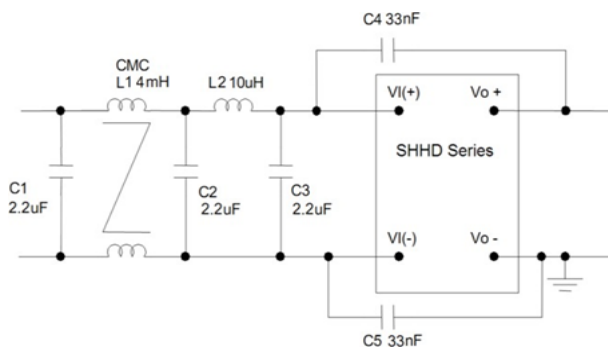 C4 33nF
CMC
L1 4mH
L2 10uH
VI(+)
Vo +
SHHD Series
C1
2.2uF
C2
2.2uF
C3
2.2uF
VI(-)
Vo -
C5 33nF